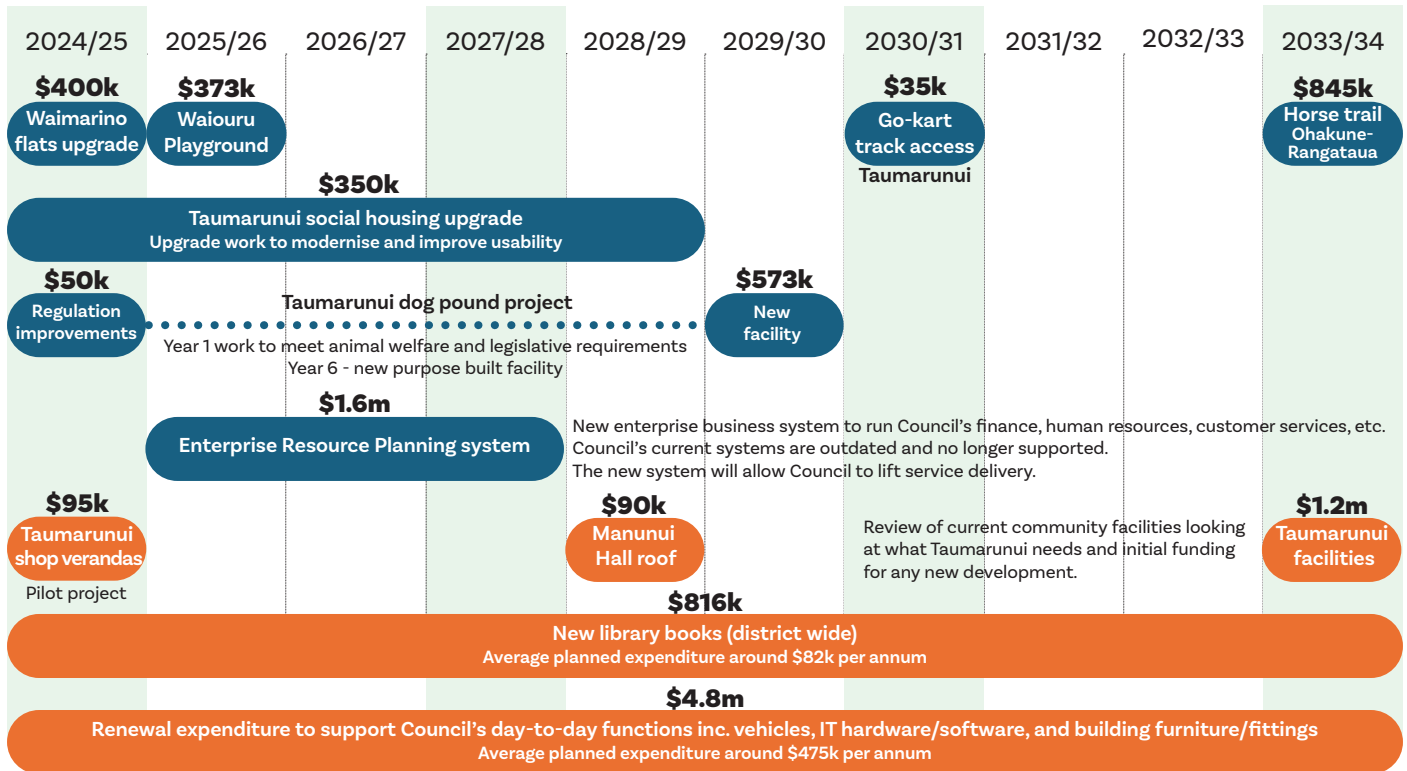 2024/25 2025/26 2026/27 2027/28 2028/29 2029/30 2030/31 2031/32 2032/33 2033/34
$400k
Waimarino
flats upgrade
$373k
Waiouru
Playground
$35k
Go-kart
track access
Taumarunui
$845k
Horse trail
Ohakune-
Rangataua
$350k
Taumarunui social housing upgrade
Upgrade work to modernise and improve usability
$50k
Regulation
improvements
Taumarunui dog pound project
Year 1 work to meet animal welfare and legislative requirements
Year 6 - new purpose built facility
$573k
New
facility
$1.6m
Enterprise Resource Planning system
New enterprise business system to run Council's finance, human resources, customer services, etc.
Council's current systems are outdated and no longer supported.
The new system will allow Council to lift service delivery.
$95k
Taumarunui
shop verandas
Pilot project
$90k
Manunui
Hall roof
Review of current community facilities looking
at what Taumarunui needs and initial funding
for any new development.
$1.2m
Taumarunui
facilities
$816k
New library books (district wide)
Average planned expenditure around $82k per annum
$4.8m
Renewal expenditure to support Council's day-to-day functions inc. vehicles, IT hardware/software, and building furniture/fittings
Average planned expenditure around $475k per annum